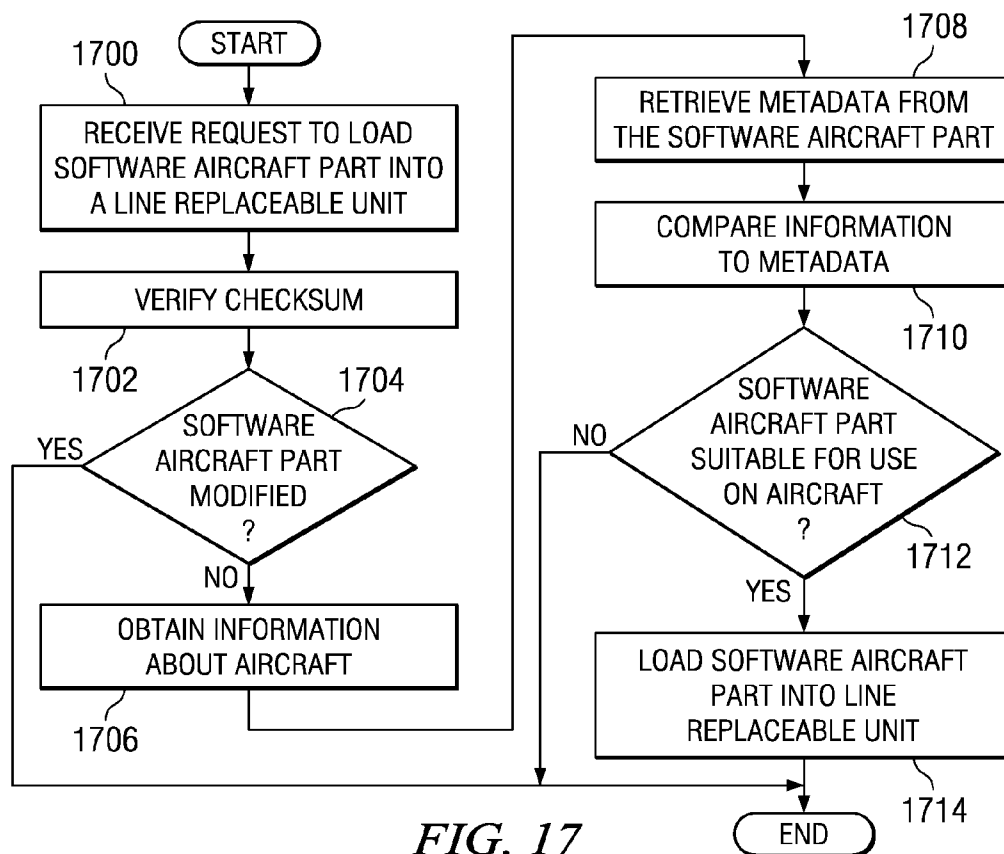 START
1700
RECEIVE REQUEST TO LOAD
SOFTWARE AIRCRAFT PART INTO
A LINE REPLACEABLE UNIT
VERIFY CHECKSUM
1702
1704
SOFTWARE
AIRCRAFT PART
MODIFIED
?
YES
NO
OBTAIN INFORMATION
ABOUT AIRCRAFT
1706
1708
RETRIEVE METADATA FROM
THE SOFTWARE AIRCRAFT PART
COMPARE INFORMATION
TO METADATA
1710
SOFTWARE
AIRCRAFT PART
SUITABLE FOR USE
ON AIRCRAFT
?
NO
1712
YES
LOAD SOFTWARE AIRCRAFT
PART INTO LINE
REPLACEABLE UNIT
1714
END
FIG. 17